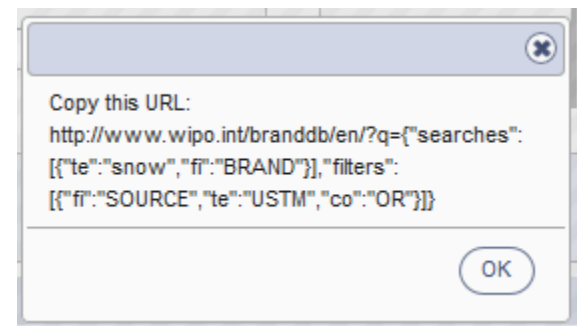 Copy this URL:
http://www.wipo.int/branddb/en/?q={"searches":
[{"te":"snow","fi":"BRAND"}],"filters":
[{"fi":"SOURCE","te":"USTM","co":"OR"}]}
OK